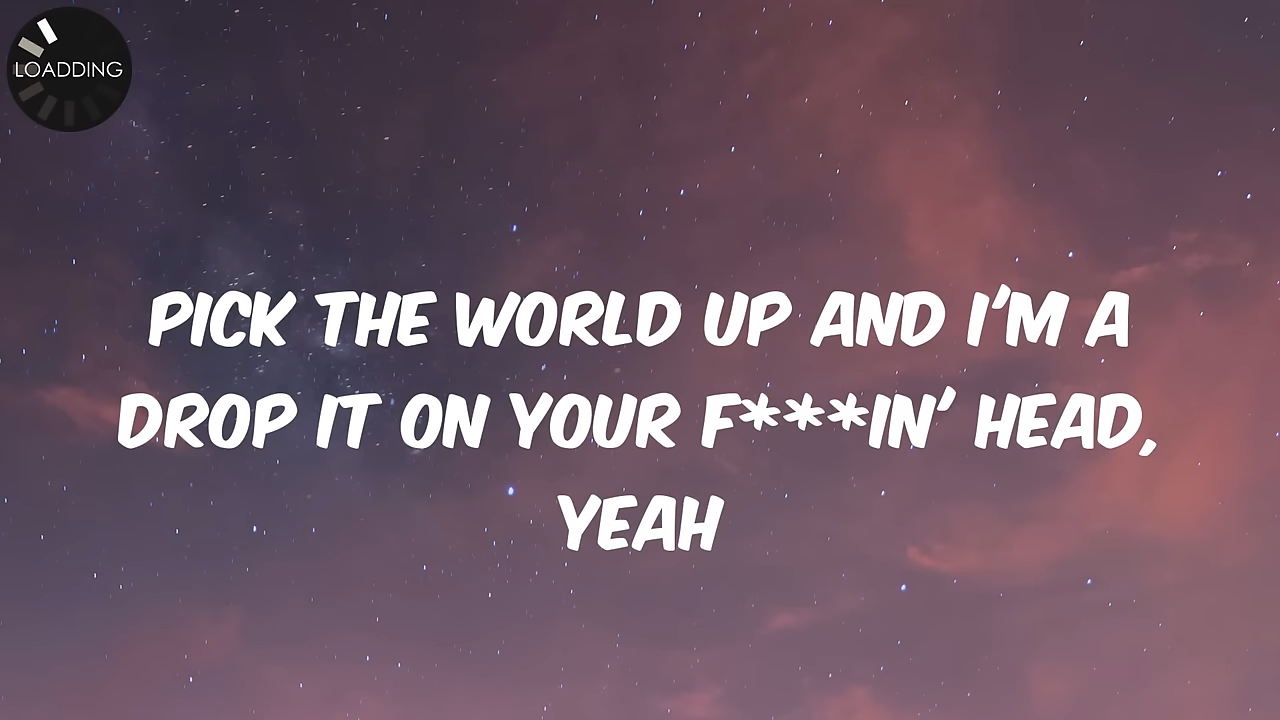 LOADDING
PICK THE WORLD UP AND I'M A
DROP IT ON YOUR F***IN' HEAD,
YEAH